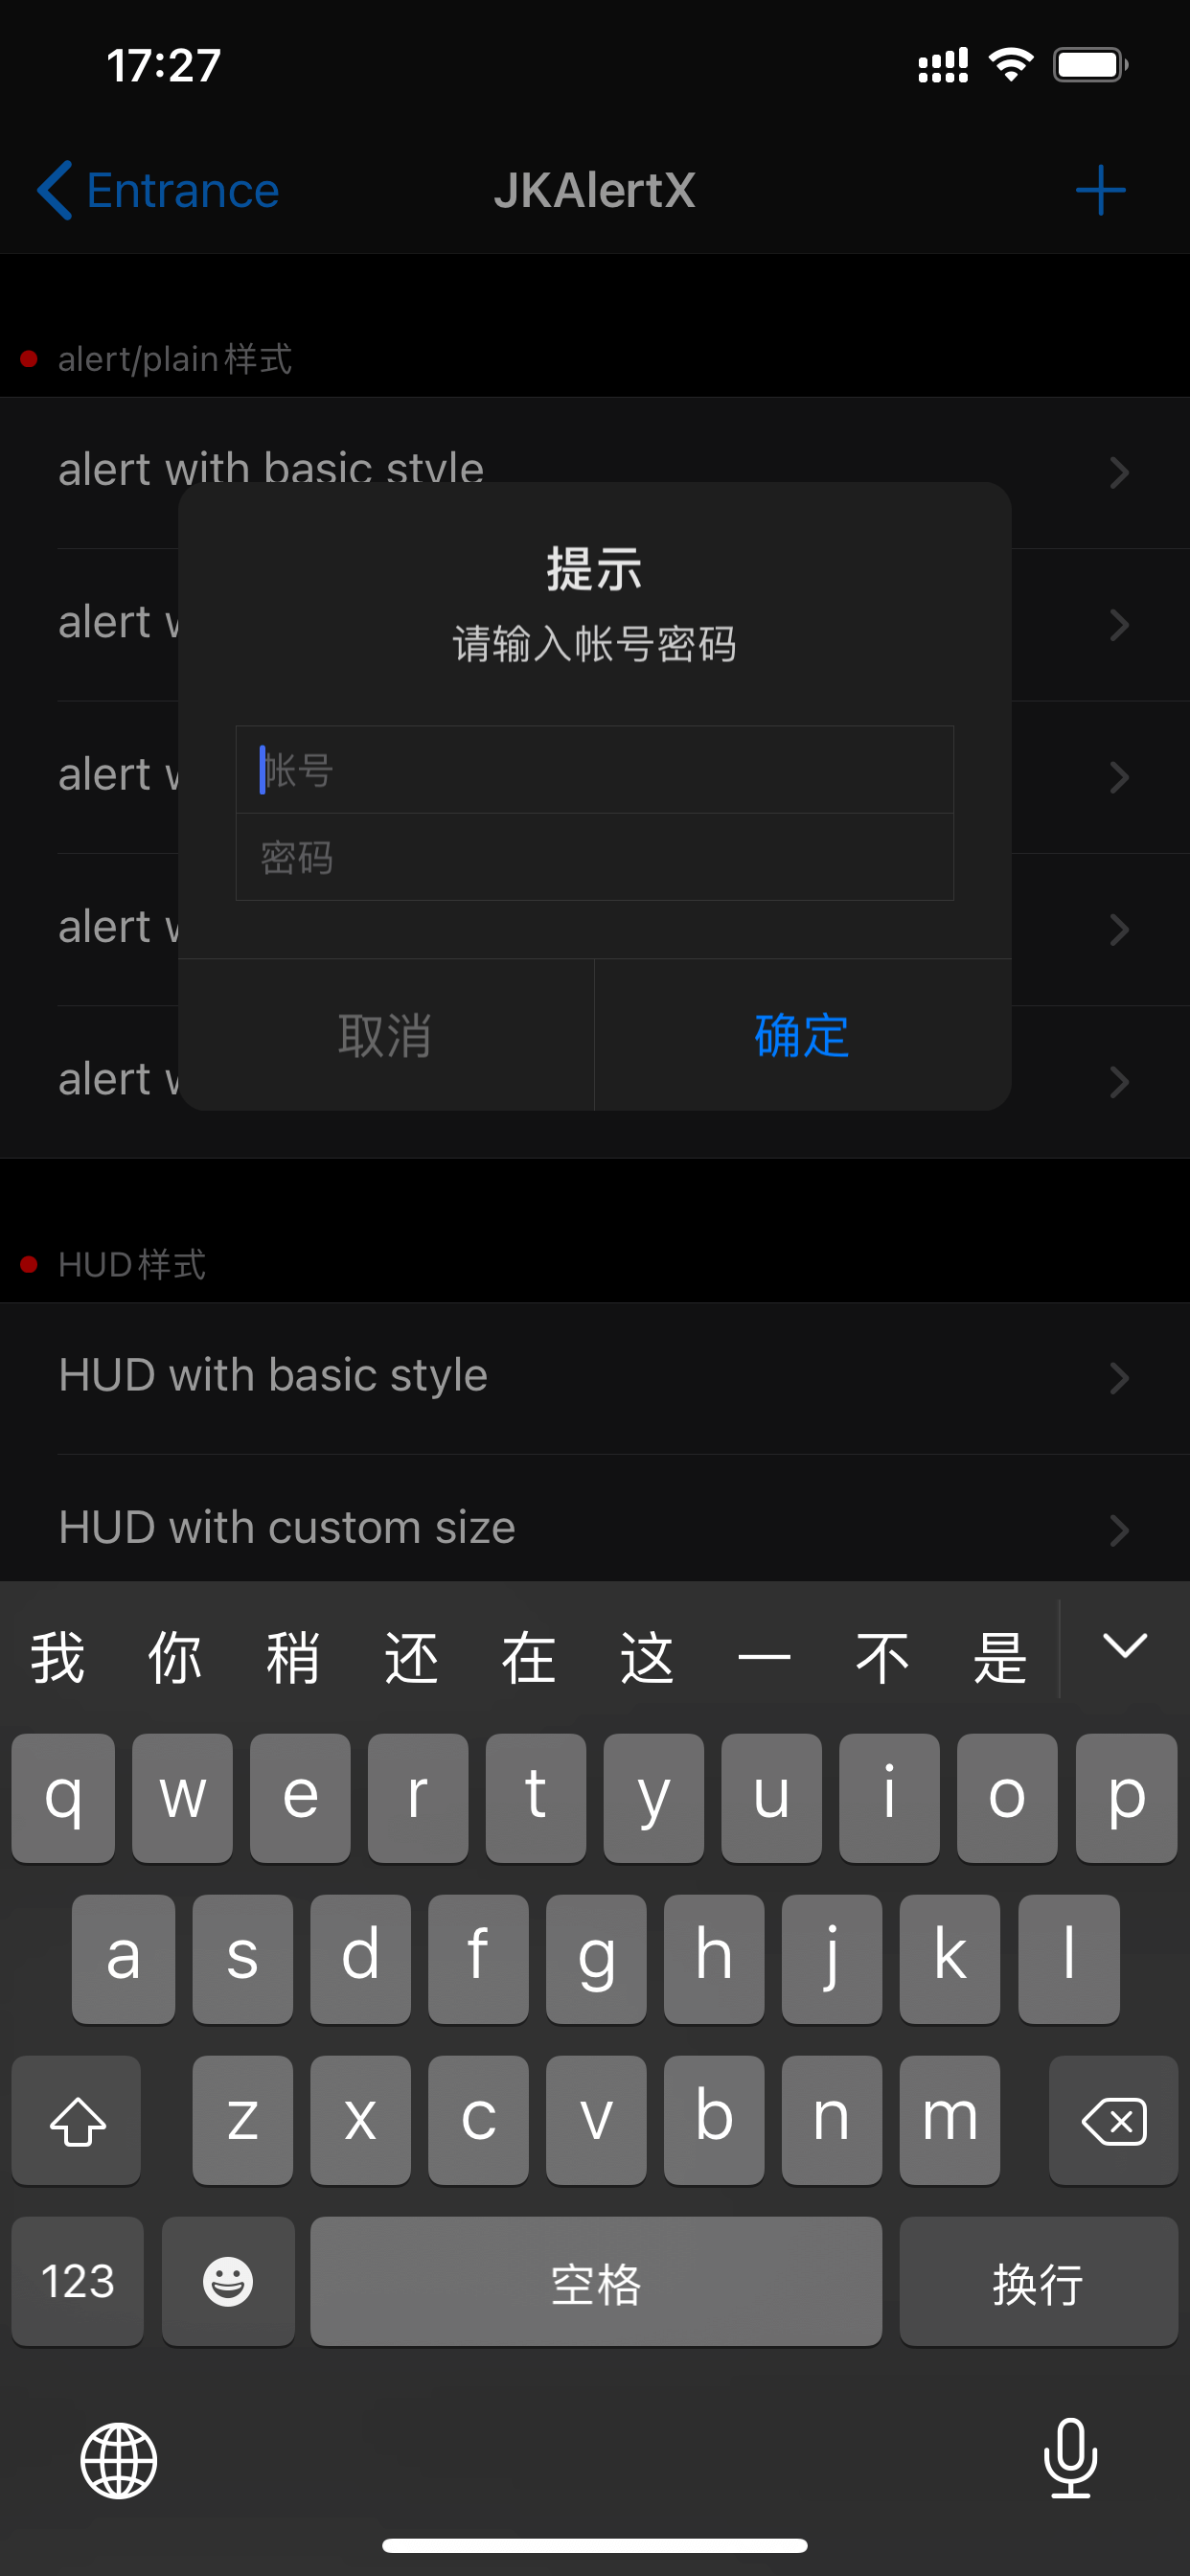 17:27
Entrance
JKAlertX
alert/plain样式
alert with basic style
提示
alert w
请输入帐号密码
帐号
alert w
密码
alert w
取消
确定
alert w
HUD样式
HUD with basic style
HUD with custom size
我 你 稍 还 在 这 一 不 是
q w e r t y u i o p
a s d f g h j k l
z x c v b n m
123 空格 换行